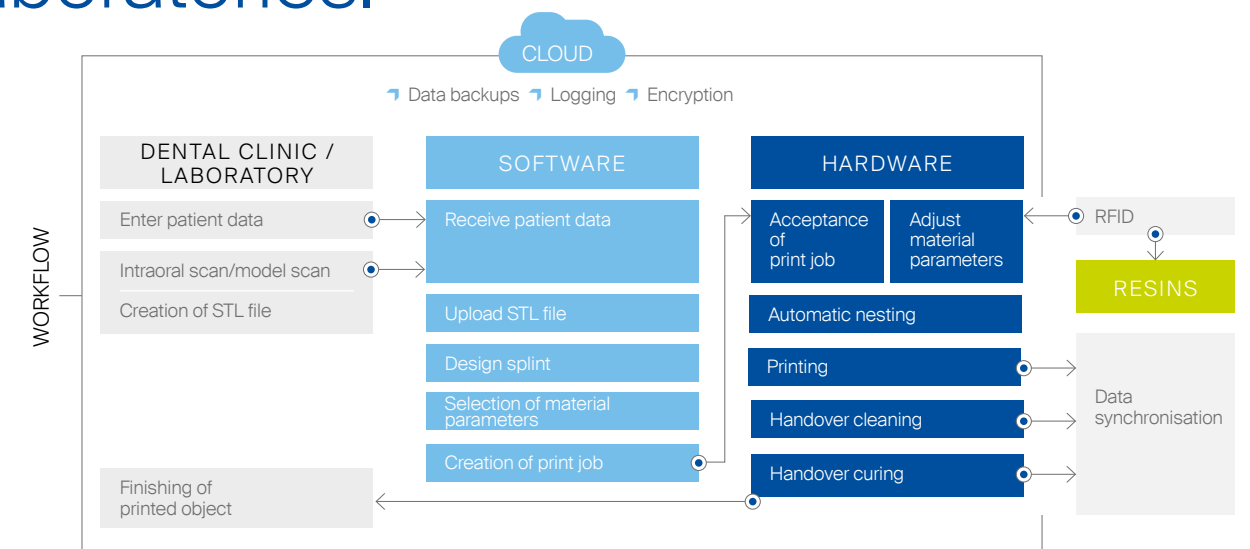 aboratories.
CLOUD
Data backups Logging Encryption
WORKFLOW
DENTAL CLINIC /
LABORATORY
Enter patient data
Intraoral scan/model scan
Creation of STL file
Finishing of
printed object
SOFTWARE
Receive patient data
Upload STL file
Design splint
Selection of material
parameters
Creation of print job
HARDWARE
Acceptance
of
print job
Adjust
material
parameters
Automatic nesting
Printing
Handover cleaning
Handover curing
RFID
RESINS
Data
synchronisation